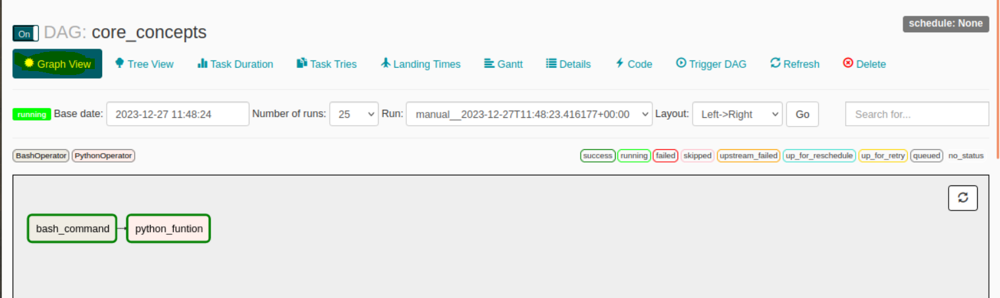 On DAG: core_concepts schedule: None
Graph View Tree View Task Duration Task Tries Landing Times Gantt Details Code Trigger DAG Refresh Delete
running Base date: 2023-12-27 11:48:24 Number of runs: 25 Run: manual__2023-12-27T11:48:23.416177+00:00 Layout: Left->Right Go Search for...
BashOperator PythonOperator success running failed skipped upstream_failed up_for_reschedule up_for_retry queued no_status
bash_command python_funtion